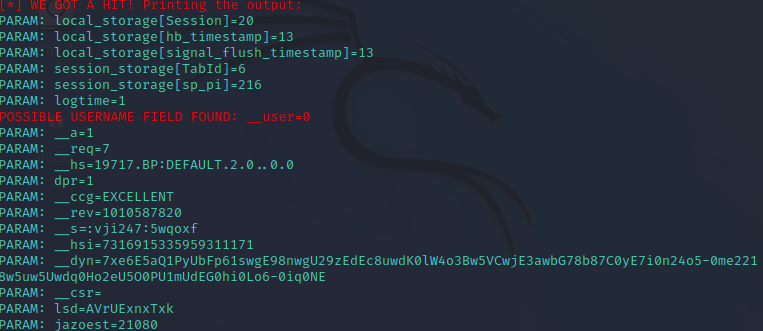 [*] WE GOT A HIT! Printing the output:
PARAM: local_storage[Session]=20
PARAM: local_storage[hb_timestamp]=13
PARAM: local_storage[signal_flush_timestamp]=13
PARAM: session_storage[TabId]=6
PARAM: session_storage[sp_pi]=216
PARAM: logtime=1
POSSIBLE USERNAME FIELD FOUND: __user=0
PARAM: __a=1
PARAM: __req=7
PARAM: __hs=19717.BP:DEFAULT.2.0..0.0
PARAM: dpr=1
PARAM: __ccg=EXCELLENT
PARAM: __rev=1010587820
PARAM: __s=:vji247:5wqoxf
PARAM: __hsi=7316915335959311171
PARAM: __dyn=7xe6E5aQ1PyUbFp61swgE98nwgU29zEdEc8uwdK0lW4o3Bw5VCwjE3awbG78b87C0yE7i0n24o5-0me221
8w5uw5Uwdq0Ho2eU5O0PU1mUdEG0hi0Lo6-0iq0NE
PARAM: __csr=
PARAM: lsd=AVrUExnxTxk
PARAM: jazoest=21080